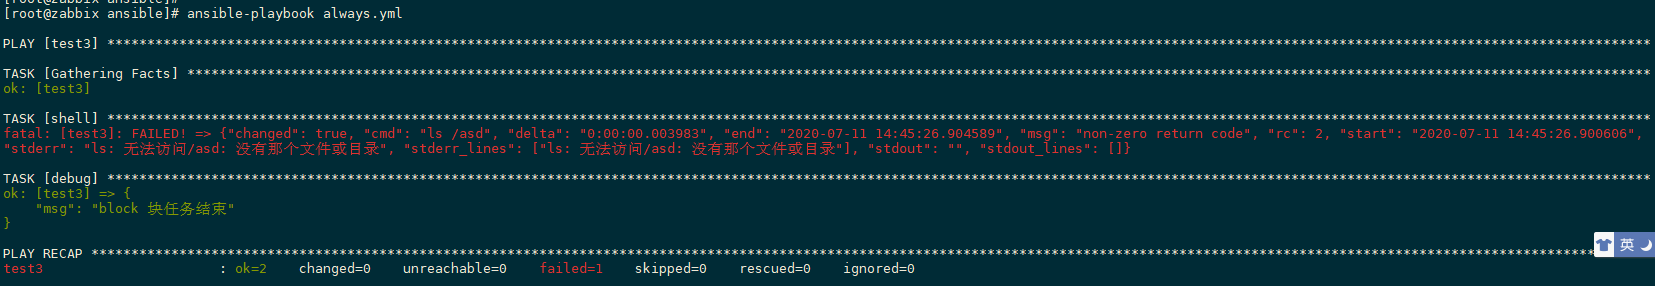 [root@zabbix ansible]#
[root@zabbix ansible]# ansible-playbook always.yml
PLAY [test3] ****************************************************************************************************************************************************************************************************
TASK [Gathering Facts] ******************************************************************************************************************************************************************************************
ok: [test3]
TASK [shell] ****************************************************************************************************************************************************************************************************
fatal: [test3]: FAILED! => {"changed": true, "cmd": "ls /asd", "delta": "0:00:00.003983", "end": "2020-07-11 14:45:26.904589", "msg": "non-zero return code", "rc": 2, "start": "2020-07-11 14:45:26.900606",
"stderr": "ls: 无法访问/asd: 没有那个文件或目录", "stderr_lines": ["ls: 无法访问/asd: 没有那个文件或目录"], "stdout": "", "stdout_lines": []}
TASK [debug] ****************************************************************************************************************************************************************************************************
ok: [test3] => {
    "msg": "block 块任务结束"
}
PLAY RECAP ******************************************************************************************************************************************************************************************************
test3                      : ok=2    changed=0    unreachable=0    failed=1    skipped=0    rescued=0    ignored=0
英